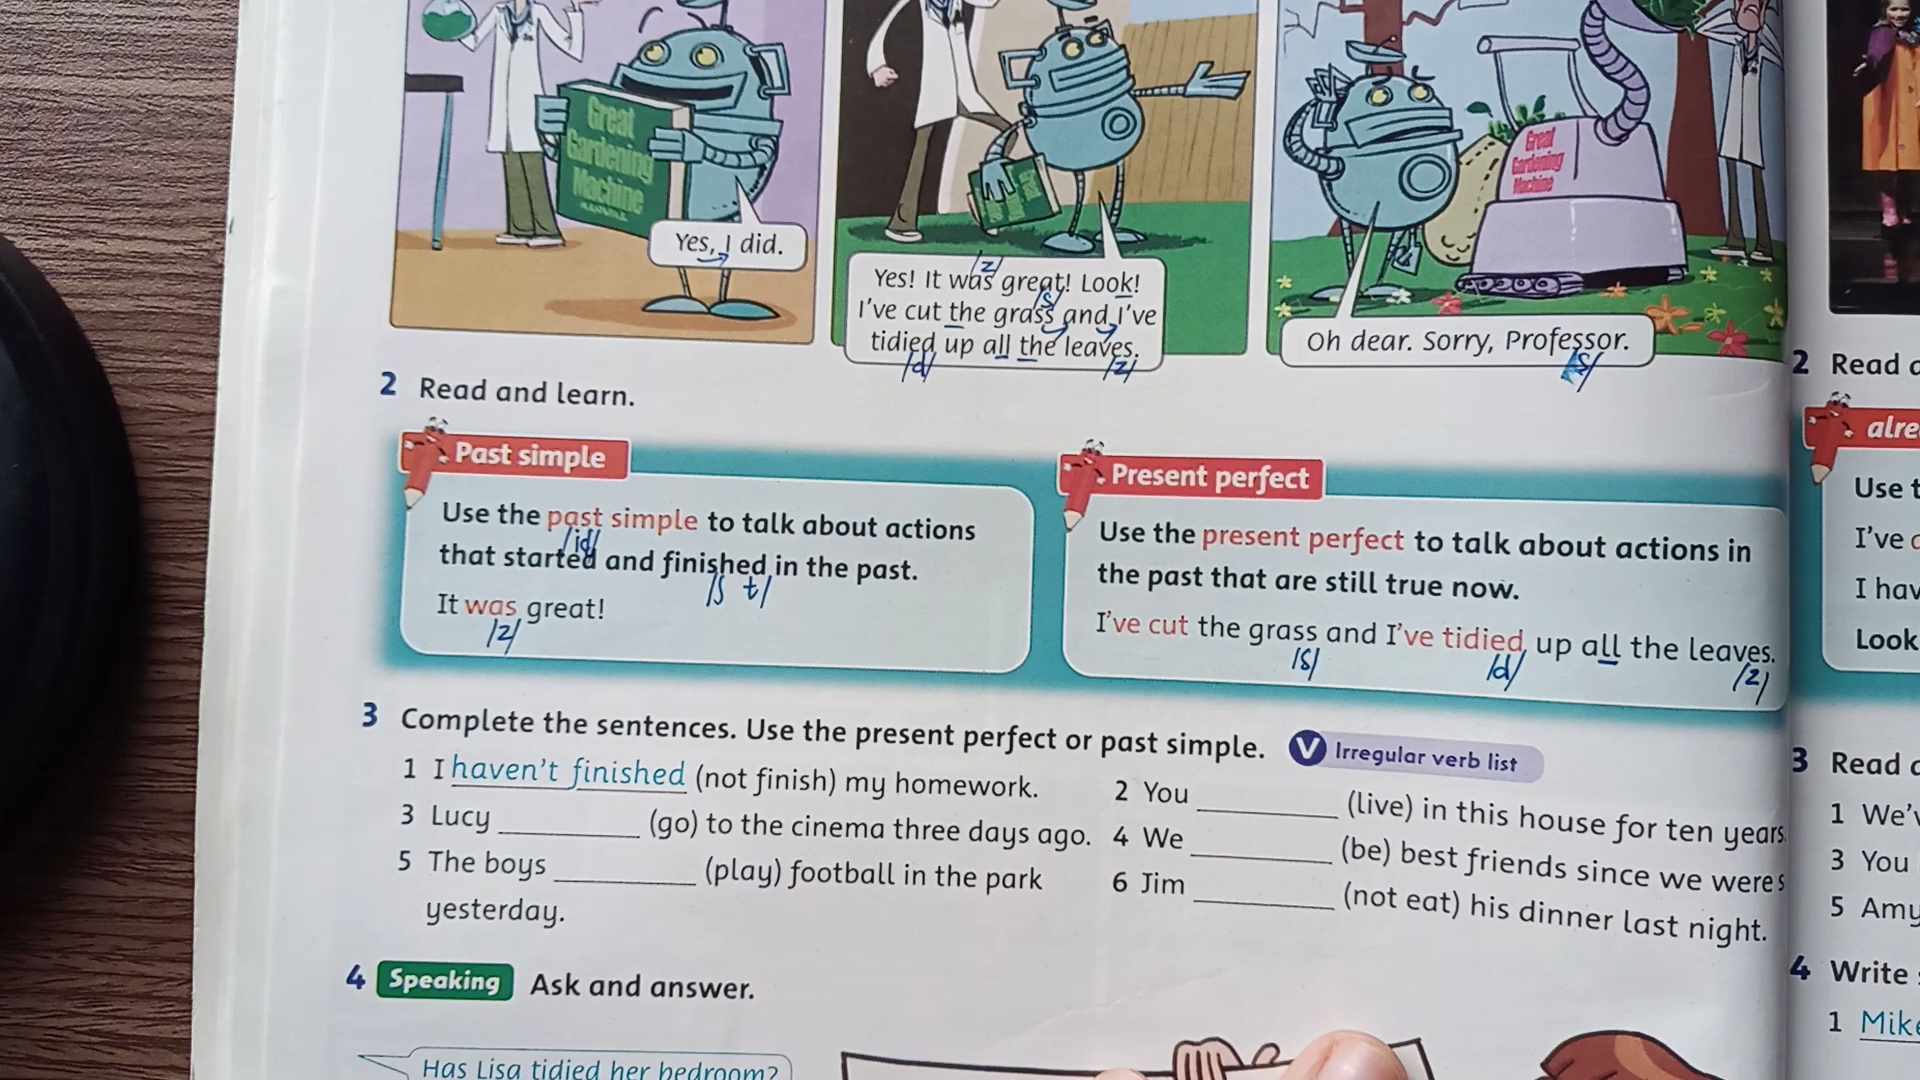 Great
Gardening
Machine
Yes, I did.
/z/
Yes! It was great! Look!
/s/
I've cut the grass and I've
tidied up all the leaves.
/d/ /z/
Great
Gardening
Machine
Oh dear. Sorry, Professor.
/s/
2 Read and learn.
Past simple
Use the past simple to talk about actions
/id/
that started and finished in the past.
/ʃ t/
It was great!
/z/
Present perfect
Use the present perfect to talk about actions in
the past that are still true now.
I've cut the grass and I've tidied up all the leaves.
/s/ /d/ /z/
3 Complete the sentences. Use the present perfect or past simple. V Irregular verb list
1 I haven't finished (not finish) my homework.
2 You __________ (live) in this house for ten years.
3 Lucy __________ (go) to the cinema three days ago.
4 We __________ (be) best friends since we were
5 The boys __________ (play) football in the park
yesterday.
6 Jim __________ (not eat) his dinner last night.
4 Speaking Ask and answer.
Has Lisa tidied her bedroom?
2 Read
Use
I've
I
Look
3 Read
1
3 You
5
4 Write
1